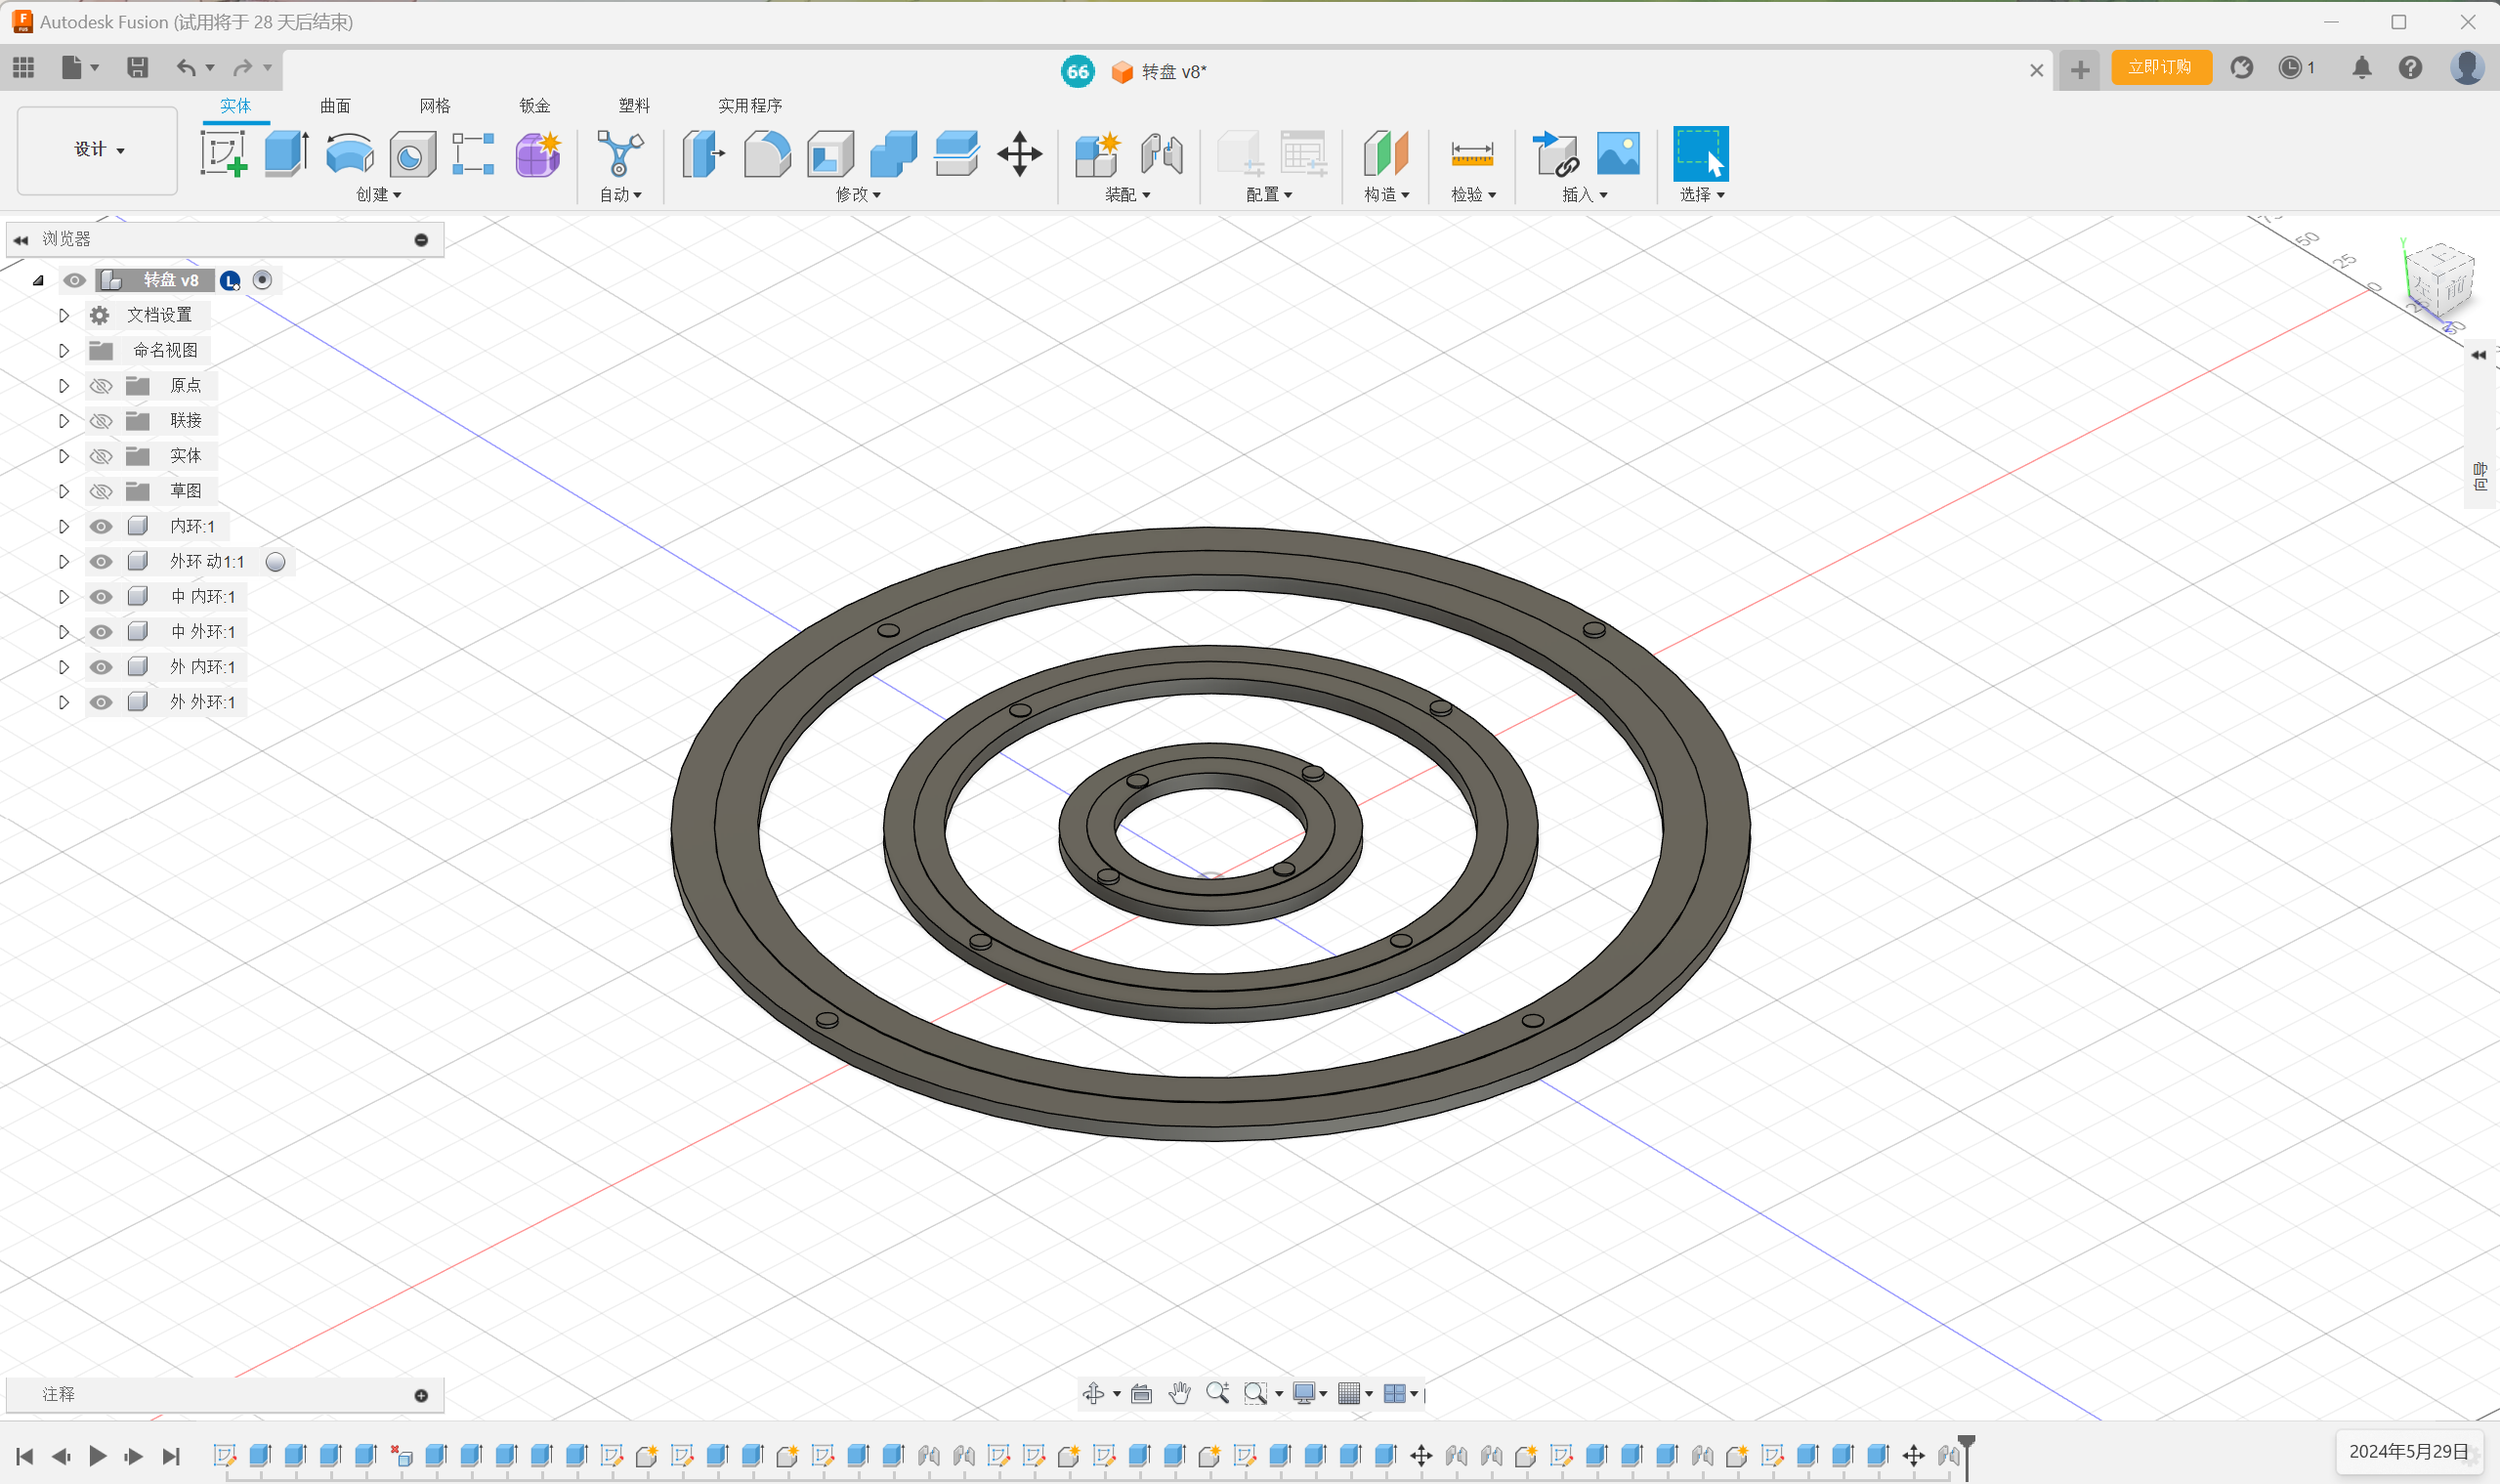 Autodesk Fusion (试用将于 28 天后结束)
66 转盘 v8*
立即订购
1
实体 曲面 网格 钣金 塑料 实用程序
设计
创建 自动 修改 装配 配置 构造 检验 插入 选择
浏览器
转盘 v8
L
文档设置
命名视图
原点
联接
实体
草图
内环:1
外环 动1:1
中 内环:1
中 外环:1
外 内环:1
外 外环:1
50
25
0
Y
上
左
前
Z
注释
2024年5月29日